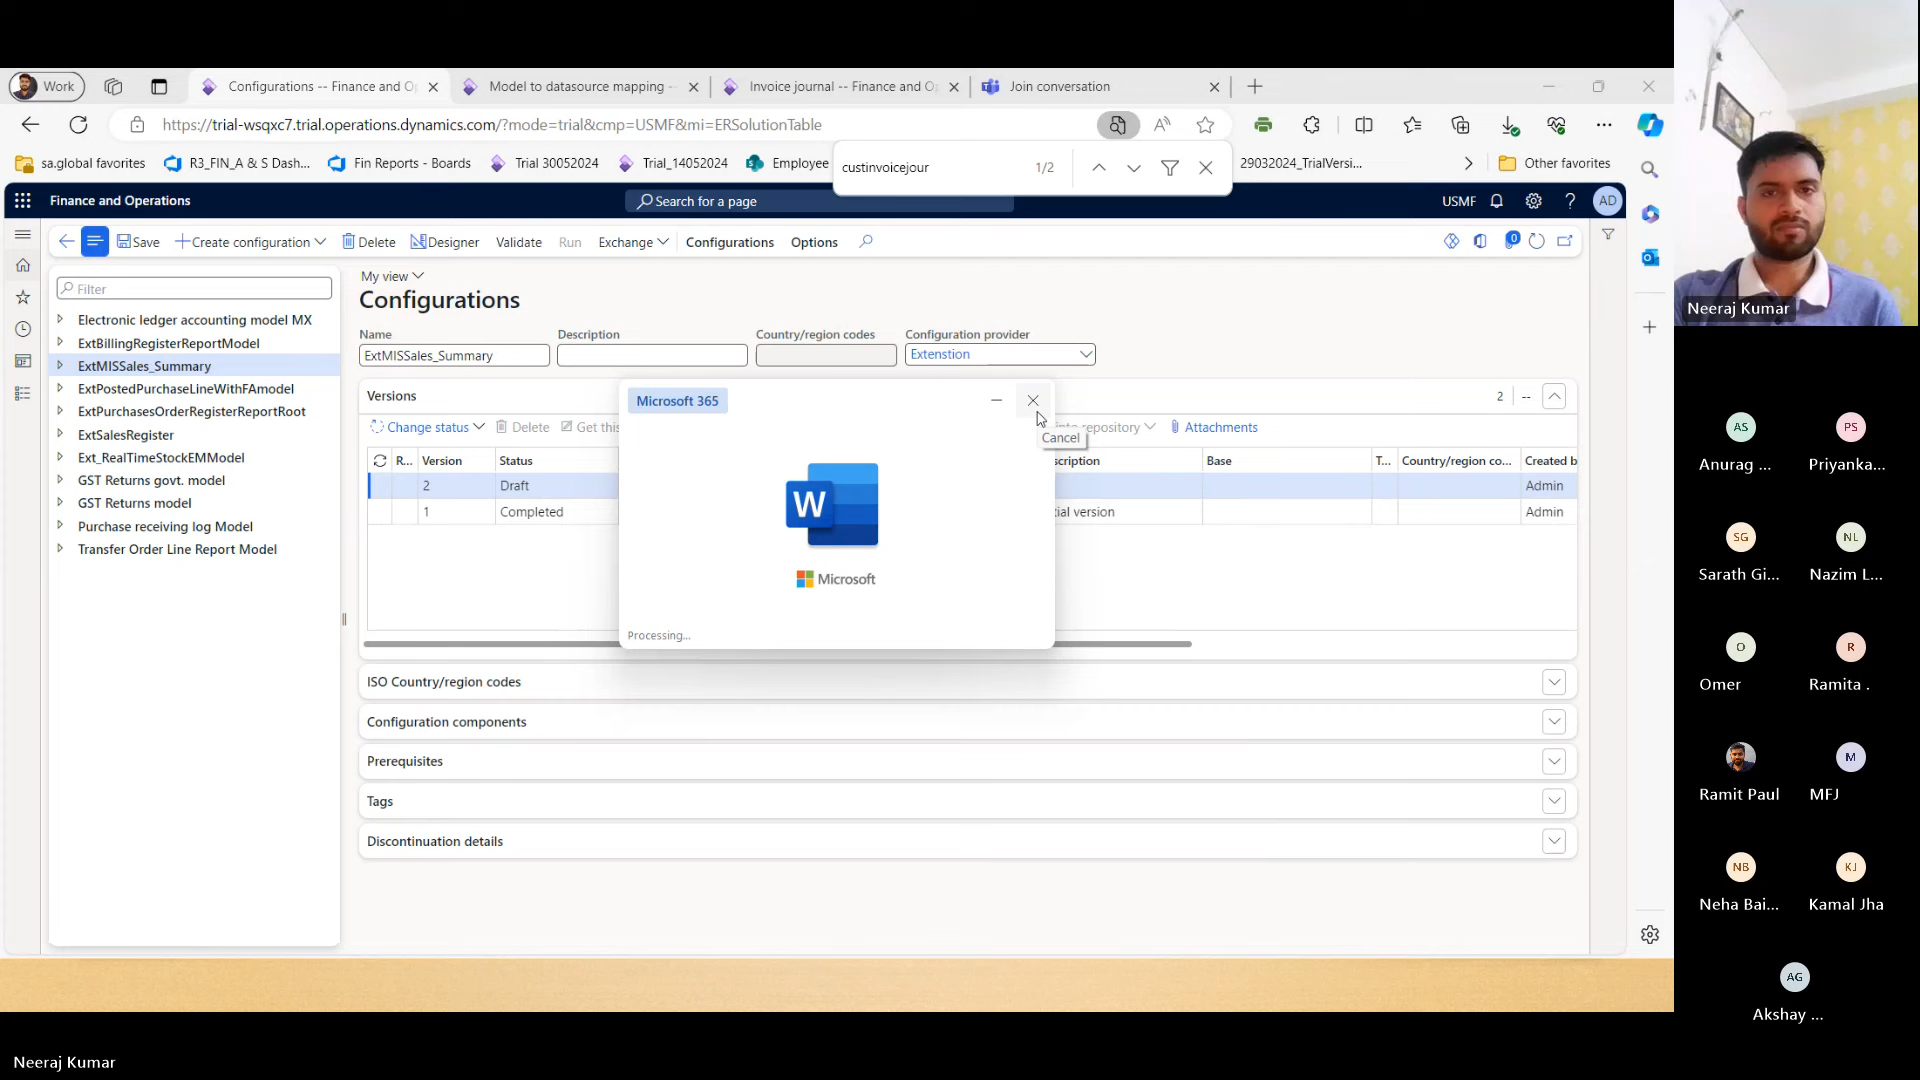 Work
Configurations -- Finance and O
Model to datasource mapping -
Invoice journal -- Finance and O
Join conversation
https://trial-wsqxc7.trial.operations.dynamics.com/?mode=trial&cmp=USMF&mi=ERSolutionTable
sa.global favorites
R3_FIN_A & S Dash...
Fin Reports - Boards
Trial 30052024
Trial_14052024
Employee
29032024_TrialVersi...
Other favorites
custinvoicejour
1/2
Finance and Operations
Search for a page
USMF
?
AD
Save
Create configuration
Delete
Designer
Validate
Run
Exchange
Configurations
Options
0
Filter
Electronic ledger accounting model MX
ExtBillingRegisterReportModel
ExtMISSales_Summary
ExtPostedPurchaseLineWithFAmodel
ExtPurchasesOrderRegisterReportRoot
ExtSalesRegister
Ext_RealTimeStockEMModel
GST Returns govt. model
GST Returns model
Purchase receiving log Model
Transfer Order Line Report Model
My view
Configurations
Name
Description
Country/region codes
Configuration provider
ExtMISSales_Summary
Extenstion
Versions
2
--
Change status
Delete
Get this
to repository
Attachments
R...
Version
Status
scription
Base
T...
Country/region co...
Created b
2
Draft
Admin
1
Completed
tial version
Admin
Microsoft 365
Cancel
W
Microsoft
Processing...
ISO Country/region codes
Configuration components
Prerequisites
Tags
Discontinuation details
Neeraj Kumar
AS
Anurag ...
PS
Priyanka...
SG
Sarath Gi...
NL
Nazim L...
O
Omer
R
Ramita .
Ramit Paul
M
MFJ
NB
Neha Bai...
KJ
Kamal Jha
AG
Akshay ...
Neeraj Kumar